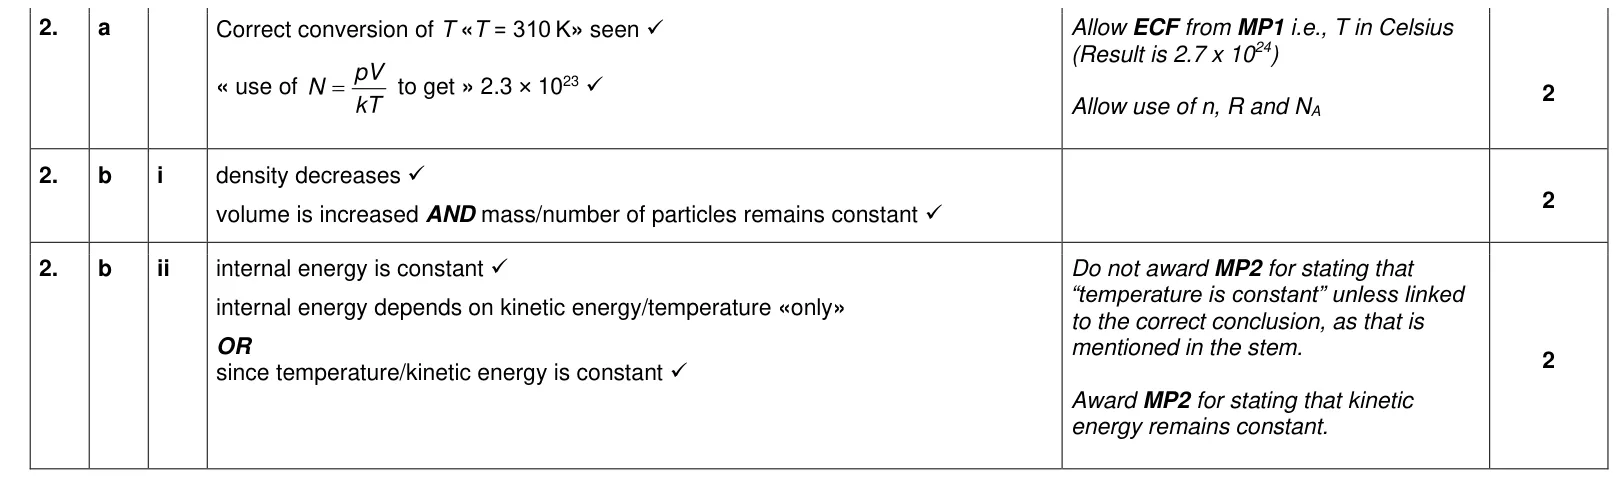 2. a Correct conversion of T «T = 310 K» seen ✓ Allow ECF from MP1 i.e., T in Celsius
(Result is 2.7 x 10²⁴)
« use of N = pV/kT to get » 2.3 × 10²³ ✓ 2
Allow use of n, R and N_A
2. b i density decreases ✓
volume is increased AND mass/number of particles remains constant ✓ 2
2. b ii internal energy is constant ✓ Do not award MP2 for stating that
“temperature is constant” unless linked
internal energy depends on kinetic energy/temperature «only» to the correct conclusion, as that is
OR mentioned in the stem.
since temperature/kinetic energy is constant ✓ 2
Award MP2 for stating that kinetic
energy remains constant.